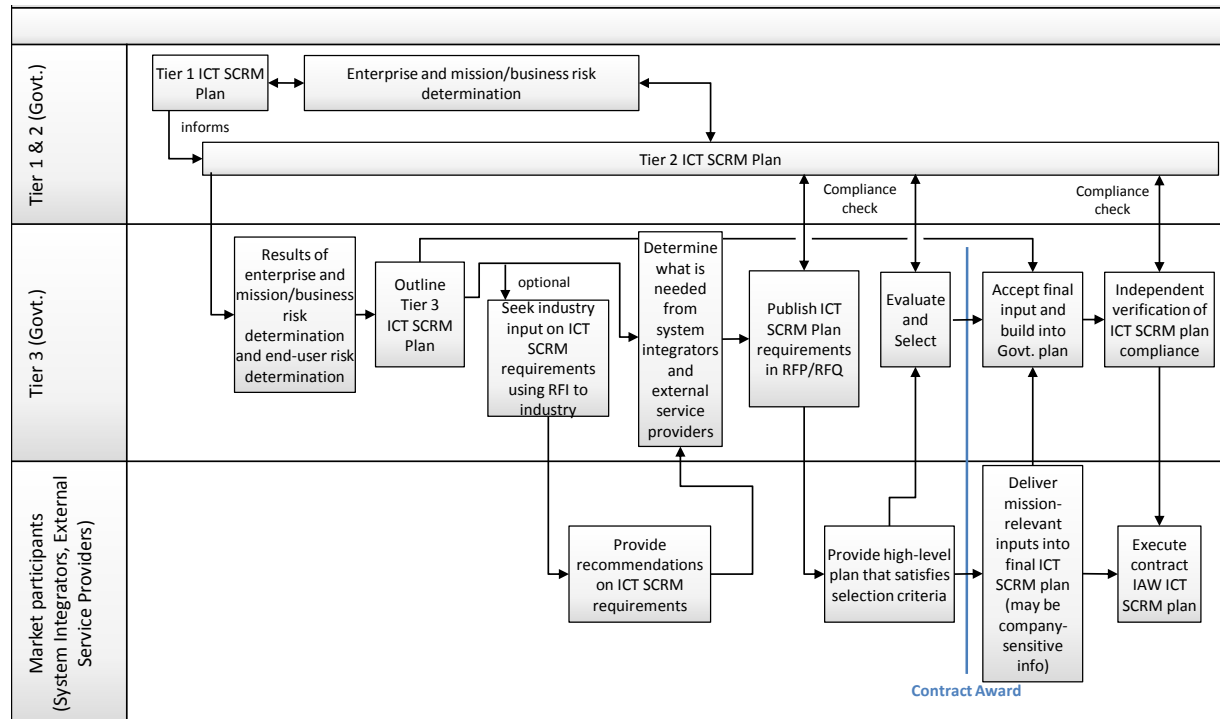 Tier 1 & 2 (Govt.)
Tier 1 ICT SCRM
Plan
Enterprise and mission/business risk
determination
informs
Tier 2 ICT SCRM Plan
Compliance
check
Compliance
check
Tier 3 (Govt.)
Results of
enterprise and
mission/business
risk
determination
and end-user risk
determination
Outline
Tier 3
ICT SCRM
Plan
optional
Seek industry
input on ICT
SCRM
requirements
using RFI to
industry
Determine
what is
needed
from
system
integrators
and
external
service
providers
Publish ICT
SCRM Plan
requirements
in RFP/RFQ
Evaluate
and
Select
Accept final
input and
build into
Govt. plan
Independent
verification of
ICT SCRM plan
compliance
Market participants
(System Integrators, External
Service Providers)
Provide
recommendations
on ICT SCRM
requirements
Provide high-level
plan that satisfies
selection criteria
Deliver
mission-
relevant
inputs into
final ICT
SCRM plan
(may be
company-
sensitive
info)
Execute
contract
IAW ICT
SCRM plan
Contract Award